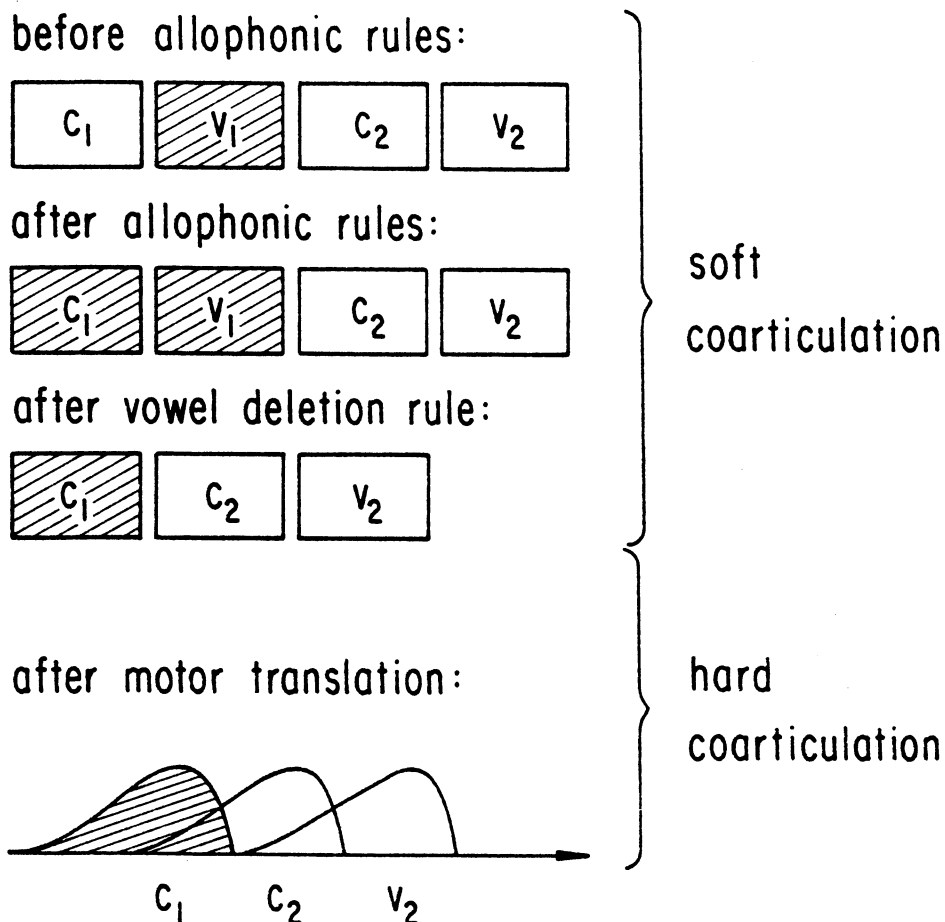 before allophonic rules:
C₁ V₁ C₂ V₂
after allophonic rules:
C₁ V₁ C₂ V₂
soft
coarticulation
after vowel deletion rule:
C₁ C₂ V₂
after motor translation:
hard
coarticulation
C₁ C₂ V₂